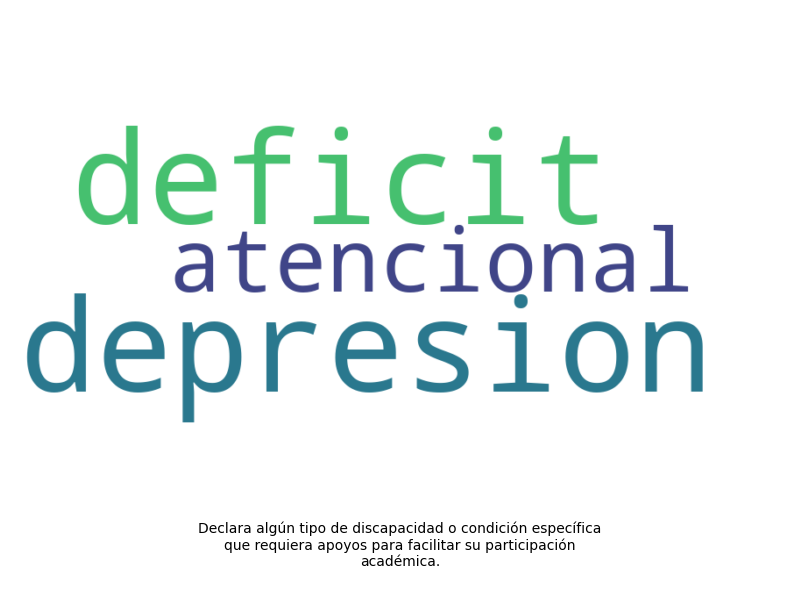 deficit
atencional
depresion
Declara algún tipo de discapacidad o condición específica
que requiera apoyos para facilitar su participación
académica.